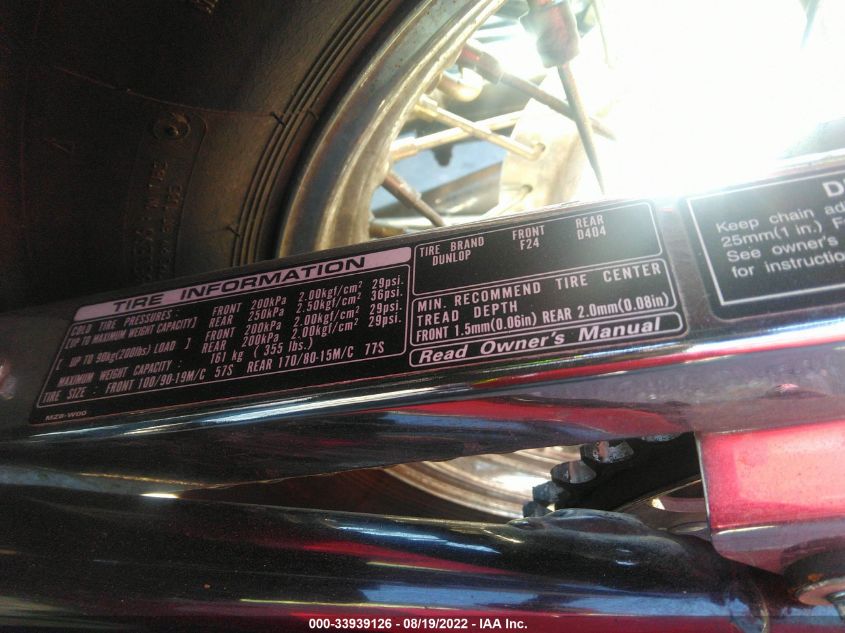 TIRE INFORMATION
COLD TIRE PRESSURES: FRONT 200kPa 2.00kgf/cm² 29psi.
[UP TO MAXIMUM WEIGHT CAPACITY] REAR 250kPa 2.50kgf/cm² 36psi.
FRONT 200kPa 2.00kgf/cm² 29psi.
[ UP TO 90kg(200lbs) LOAD ] REAR 200kPa 2.00kgf/cm² 29psi.
MAXIMUM WEIGHT CAPACITY : 161 kg ( 355 lbs.)
TIRE SIZE : FRONT 100/90-19M/C 57S REAR 170/80-15M/C 77S
MZ8-W00
TIRE BRAND FRONT REAR
DUNLOP F24 D404
MIN. RECOMMEND TIRE CENTER
TREAD DEPTH
FRONT 1.5mm(0.06in) REAR 2.0mm(0.08in)
Read Owner's Manual
Keep chain
25mm(1 in.)
See owner's
for
000-33939126 - 08/19/2022 - IAA Inc.